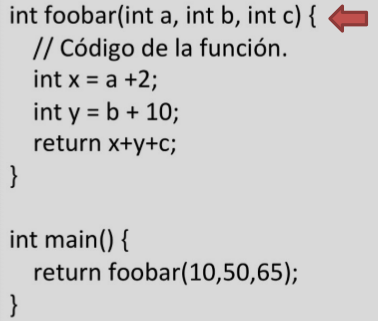 int foobar(int a, int b, int c) {
// Código de la función.
int x = a +2;
int y = b + 10;
return x+y+c;
}
int main() {
return foobar(10,50,65);
}